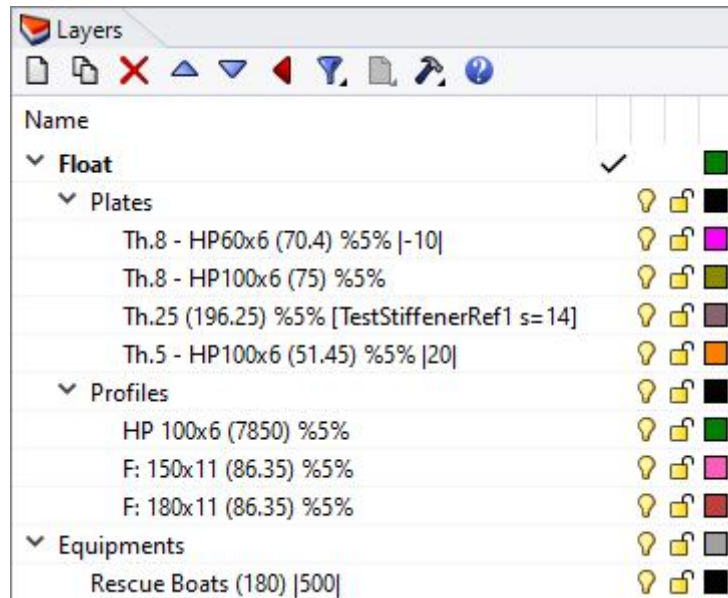 Layers
Name
Float
Plates
Th.8 - HP60x6 (70.4) %5% |-10|
Th.8 - HP100x6 (75) %5%
Th.25 (196.25) %5% [TestStiffenerRef1 s=14]
Th.5 - HP100x6 (51.45) %5% |20|
Profiles
HP 100x6 (7850) %5%
F: 150x11 (86.35) %5%
F: 180x11 (86.35) %5%
Equipments
Rescue Boats (180) |500|